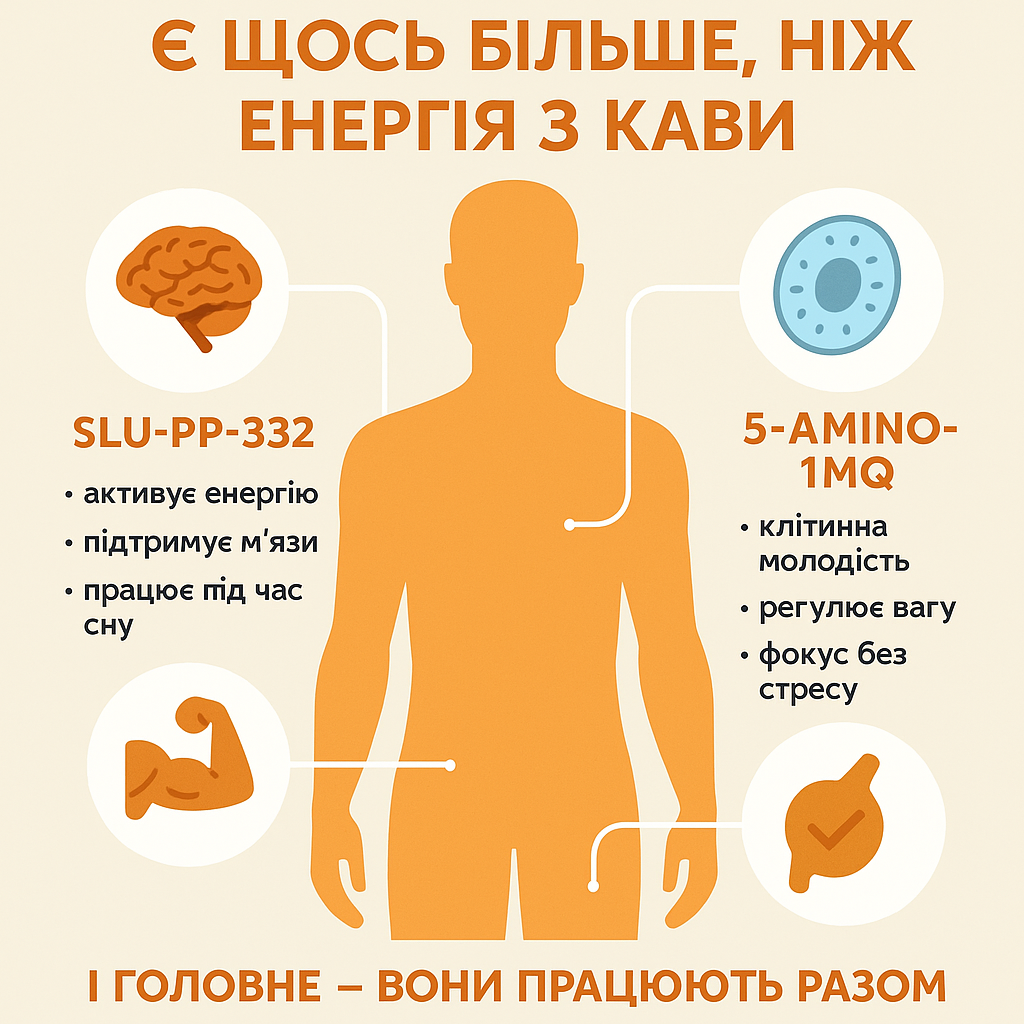 Є ЩОСЬ БІЛЬШЕ, НІЖ
ЕНЕРГІЯ З КАВИ
SLU-PP-332
• активує енергію
• підтримує м'язи
• працює під час
сну
5-AMINO-
1MQ
• клітинна
молодість
• регулює вагу
• фокус без
стресу
І ГОЛОВНЕ – ВОНИ ПРАЦЮЮТЬ РАЗОМ